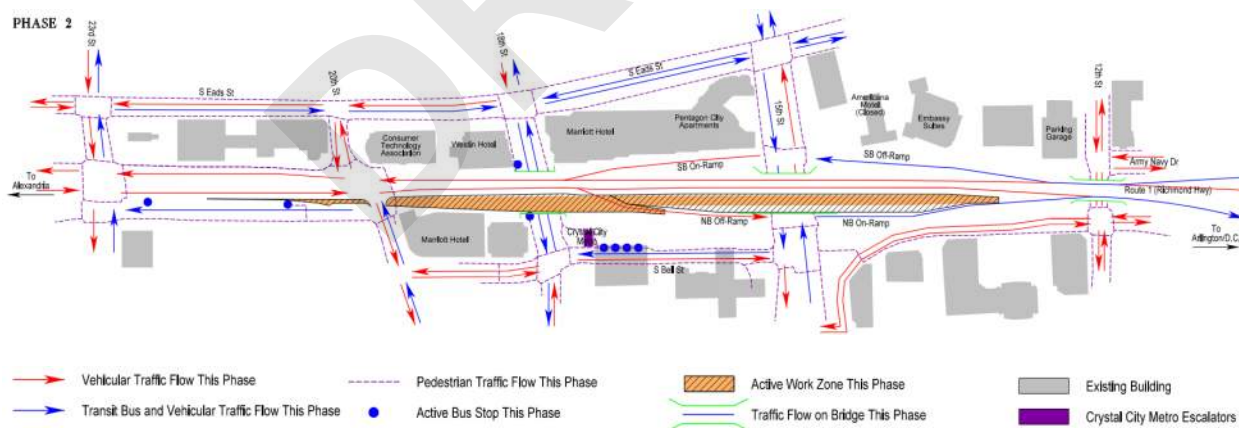 PHASE 2
23rd St
20th St
18th St
S Eads St
S Eads St
15th St
12th St
Consumer
Technology
Association
Westin Hotel
Marriott Hotel
Pentagon City
Apartments
Americana
Motel
(Closed)
Embassy
Suites
Parking
Garage
Army Navy Dr
SB On-Ramp
SB Off-Ramp
To
Alexandria
Route 1 (Richmond Hwy)
NB Off-Ramp
NB On-Ramp
To
Arlington/D.C.
Marriott Hotel
Crystal City
Metro
S Bell St
Vehicular Traffic Flow This Phase
Pedestrian Traffic Flow This Phase
Active Work Zone This Phase
Existing Building
Transit Bus and Vehicular Traffic Flow This Phase
Active Bus Stop This Phase
Traffic Flow on Bridge This Phase
Crystal City Metro Escalators